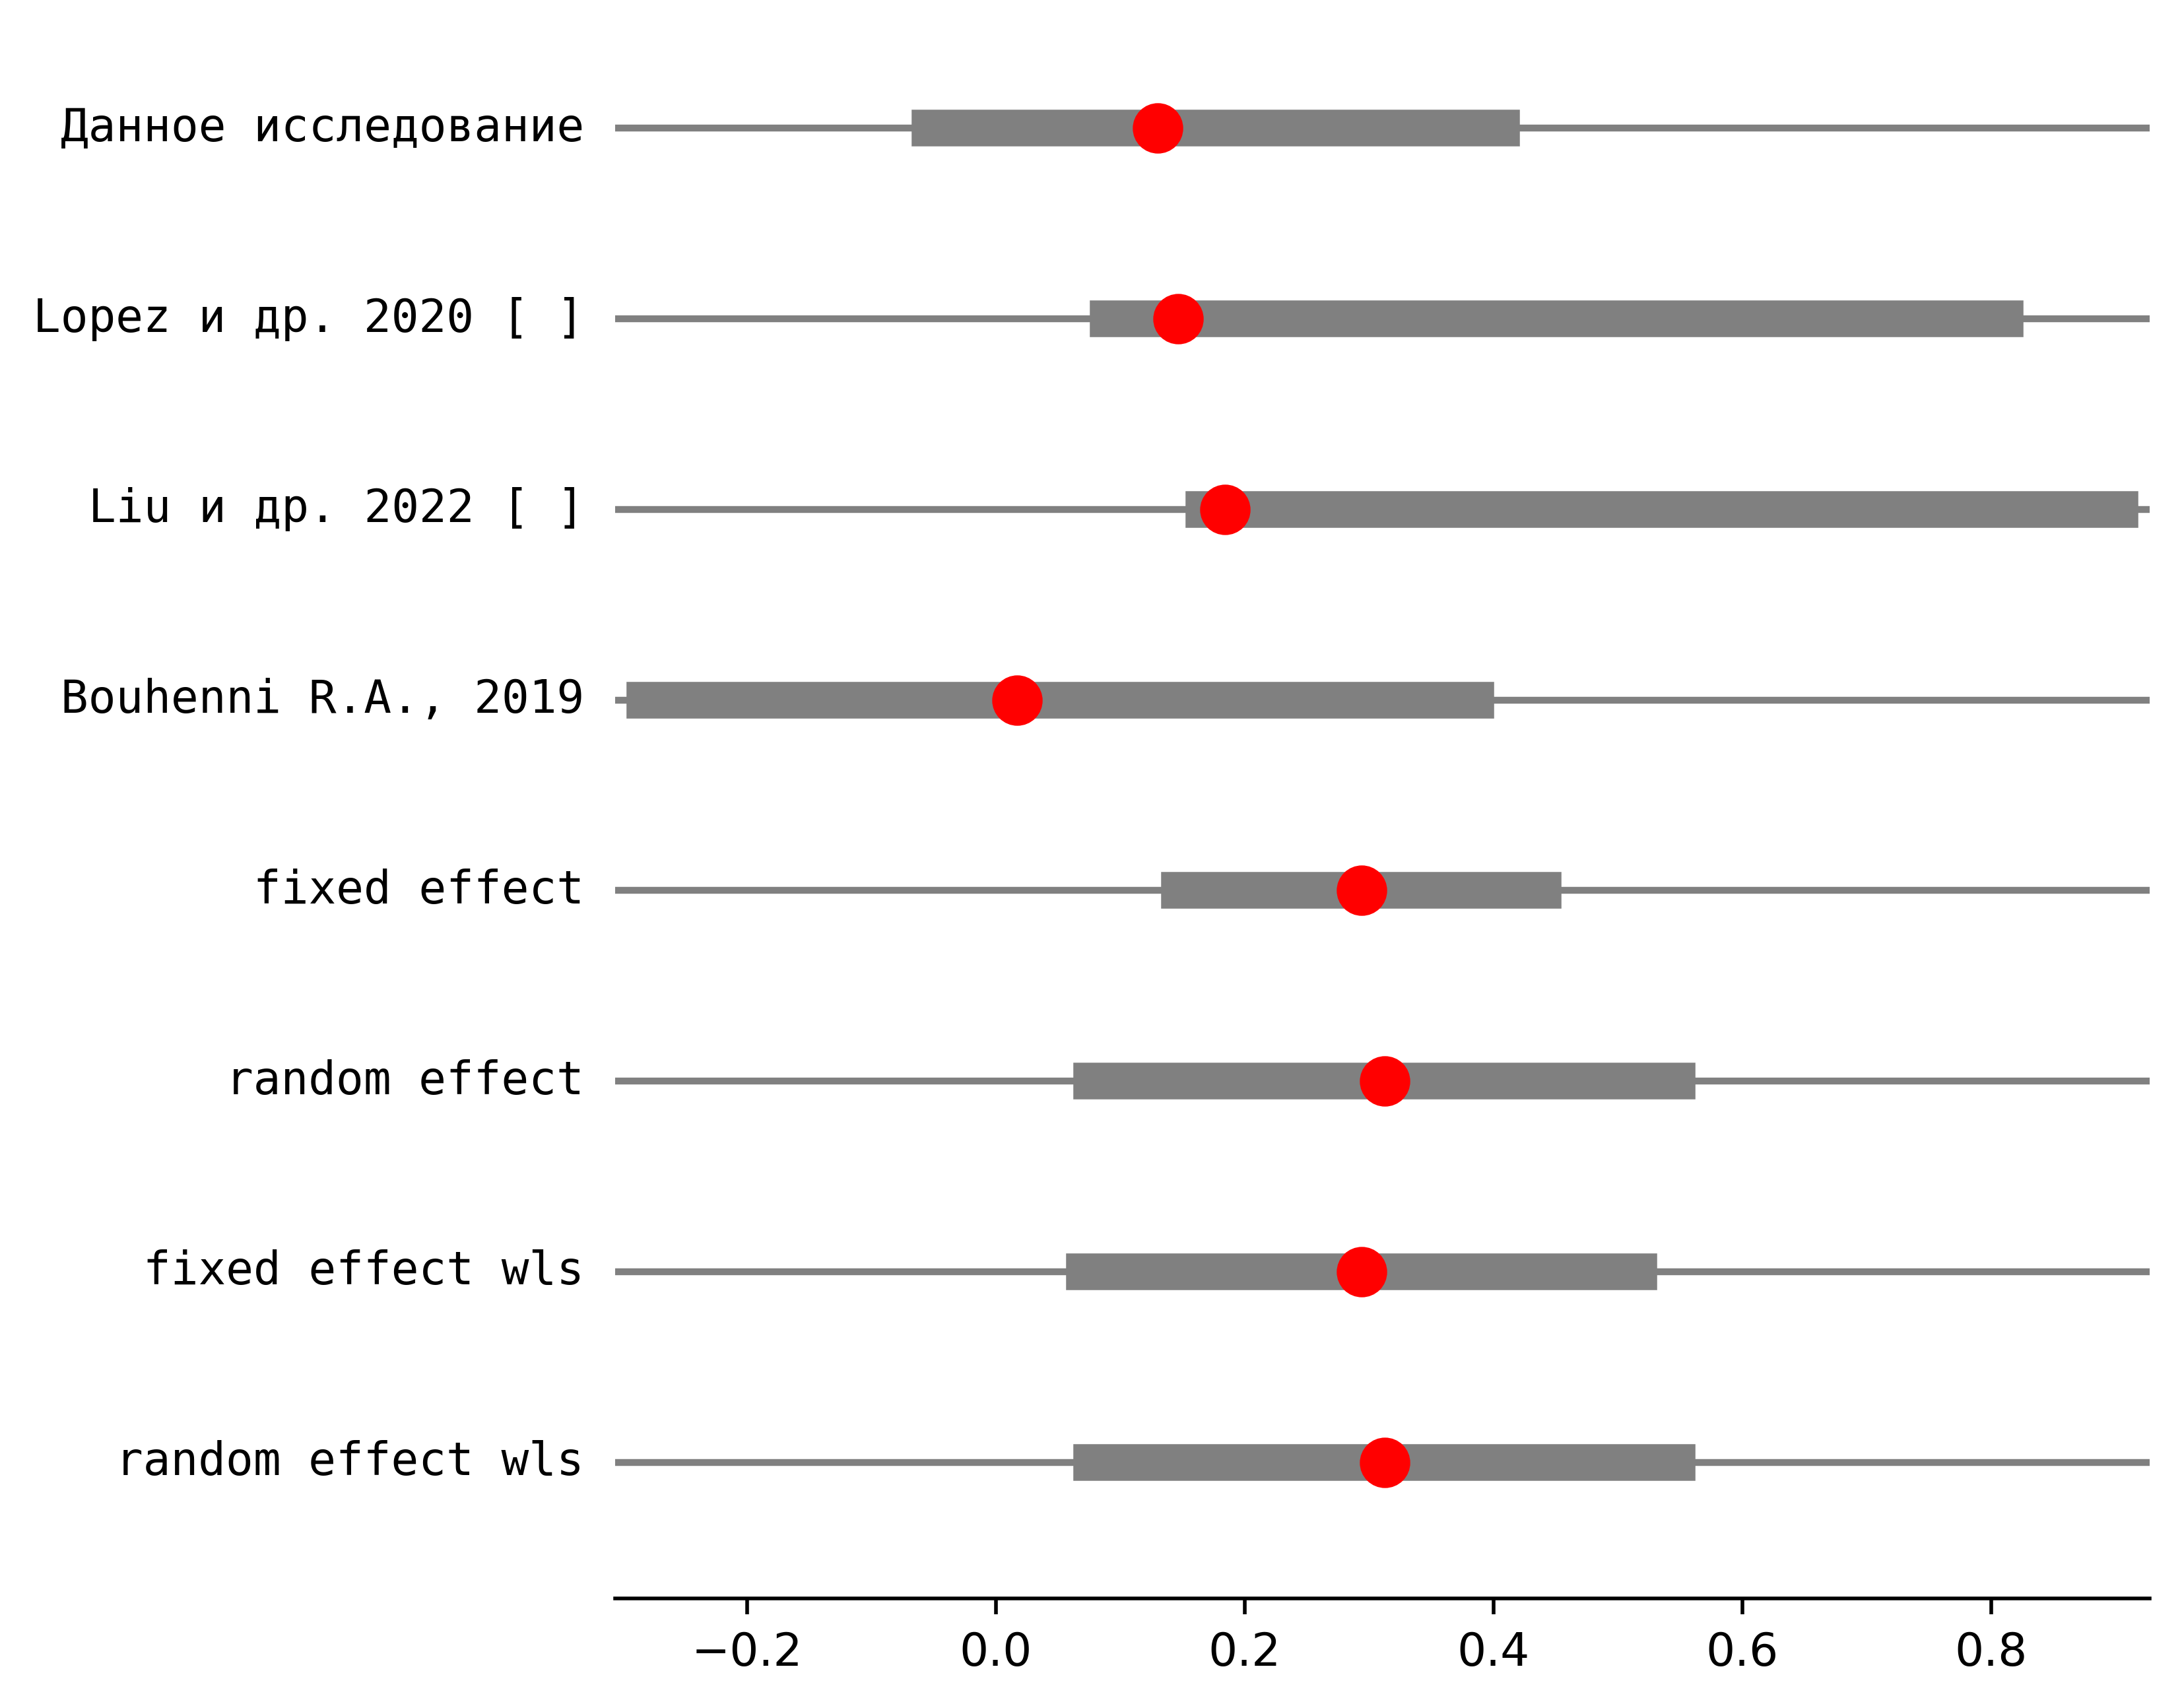 Данное исследование
Lopez и др. 2020 [ ]
Liu и др. 2022 [ ]
Bouhenni R.A., 2019
fixed effect
random effect
fixed effect wls
random effect wls
−0.2 0.0 0.2 0.4 0.6 0.8